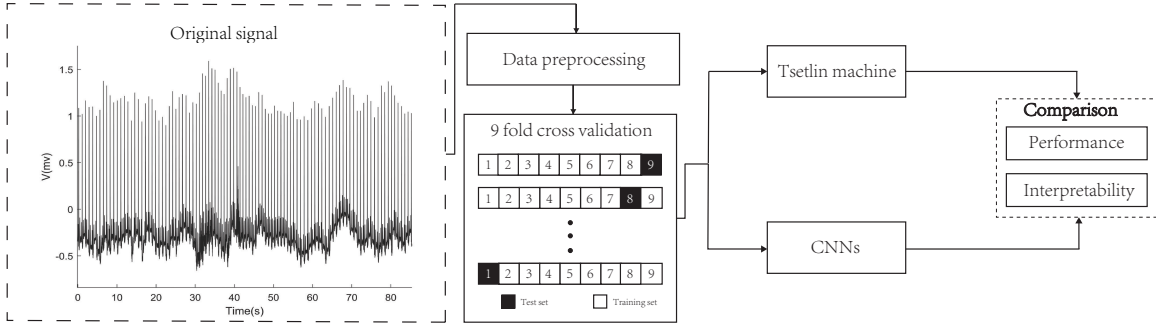 Original signal
V(mv)
1.5
1
0.5
0
-0.5
0 10 20 30 40 50 60 70 80
Time(s)
Data preprocessing
9 fold cross validation
1 2 3 4 5 6 7 8 9
1 2 3 4 5 6 7 8 9
1 2 3 4 5 6 7 8 9
Test set Training set
Tsetlin machine
CNNs
Comparison
Performance
Interpretability